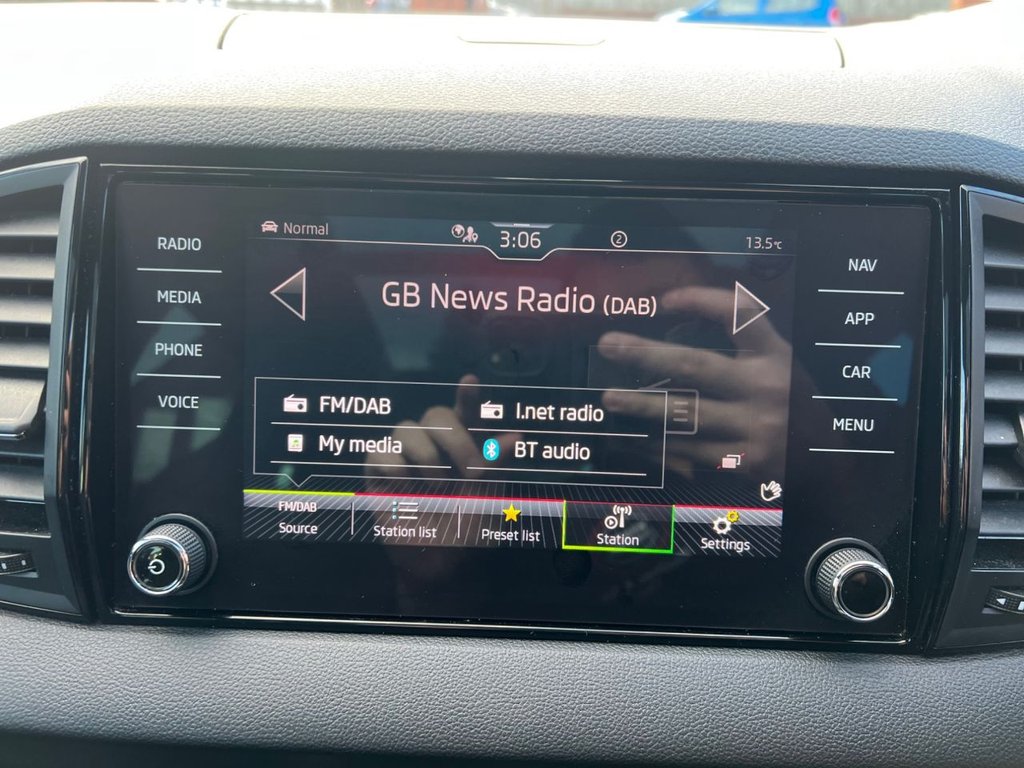 RADIO
MEDIA
PHONE
VOICE
Normal
3:06
2
13.5°C
GB News Radio (DAB)
FM/DAB
I.net radio
My media
BT audio
FM/DAB
Source
Station list
Preset list
Station
Settings
NAV
APP
CAR
MENU